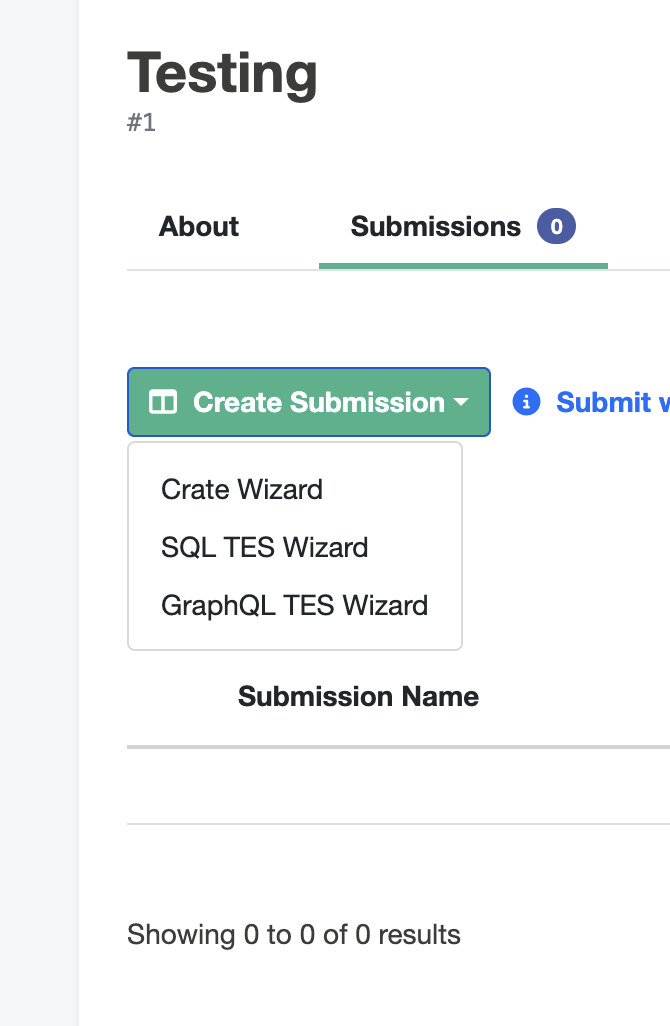 Testing
#1
About
Submissions 0
Create Submission
Submit
Crate Wizard
SQL TES Wizard
GraphQL TES Wizard
Submission Name
Showing 0 to 0 of 0 results